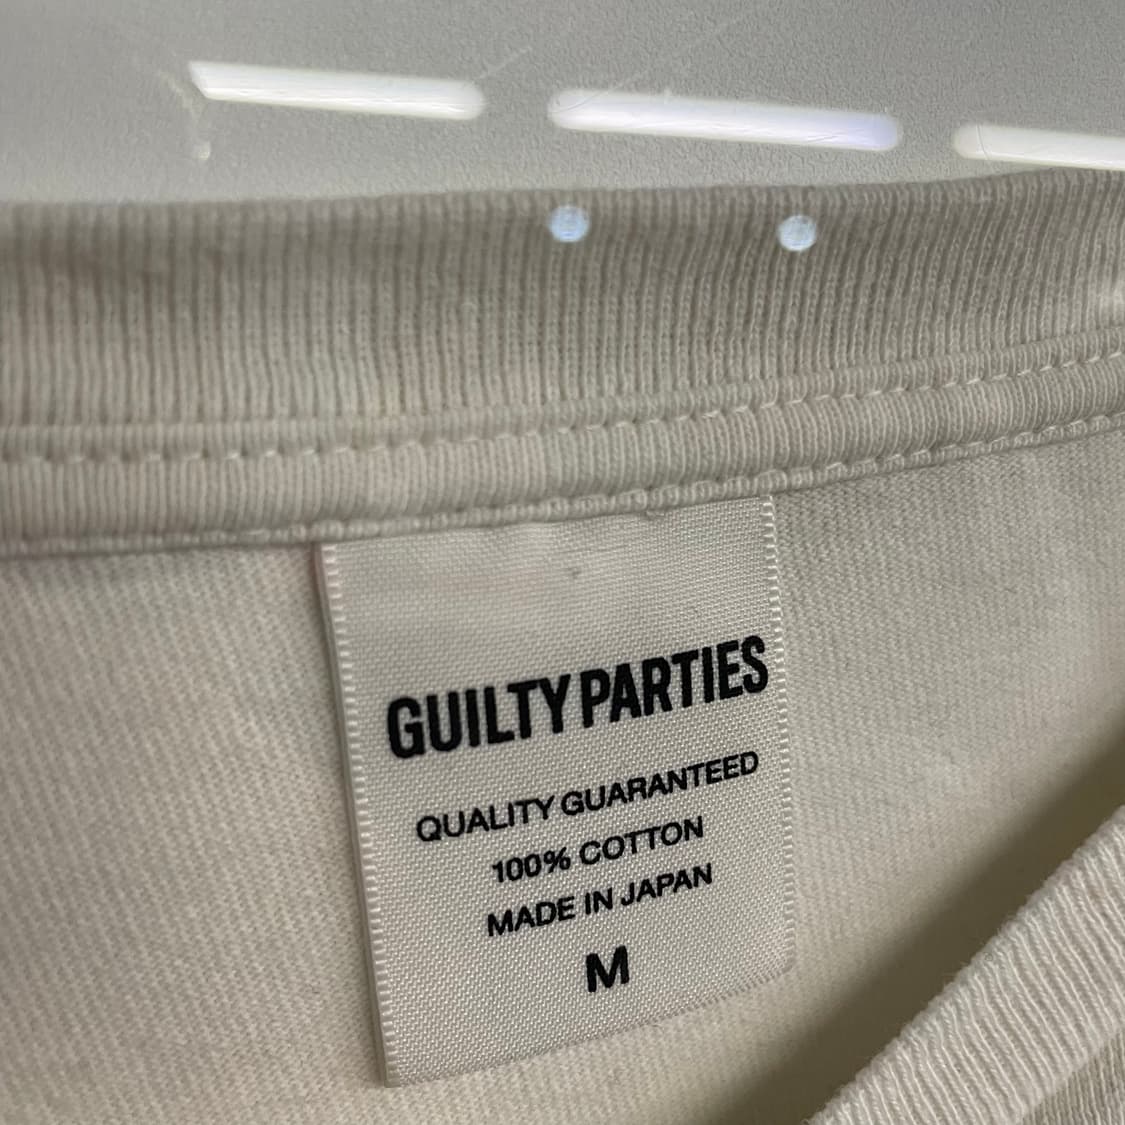 GUILTY PARTIES
QUALITY GUARANTEED
100% COTTON
MADE IN JAPAN
M